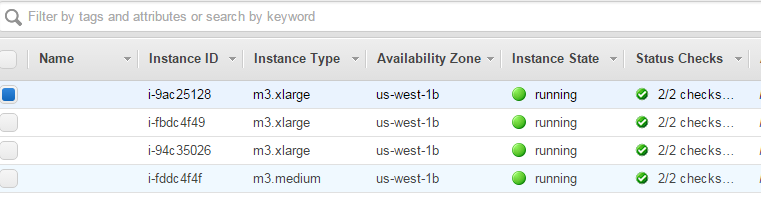 Filter by tags and attributes or search by keyword
Name Instance ID Instance Type Availability Zone Instance State Status Checks
i-9ac25128 m3.xlarge us-west-1b running 2/2 checks...
i-fbdc4f49 m3.xlarge us-west-1b running 2/2 checks...
i-94c35026 m3.xlarge us-west-1b running 2/2 checks...
i-fddc4f4f m3.medium us-west-1b running 2/2 checks...